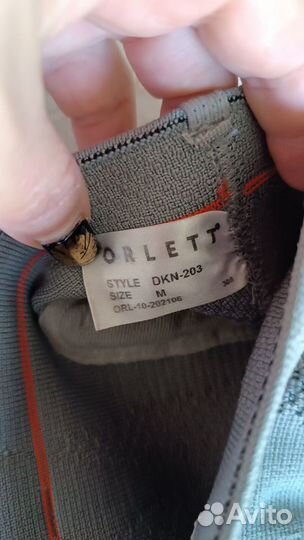 ORLETT
STYLE DKN-203
SIZE M
ORL-10-202106
Avito